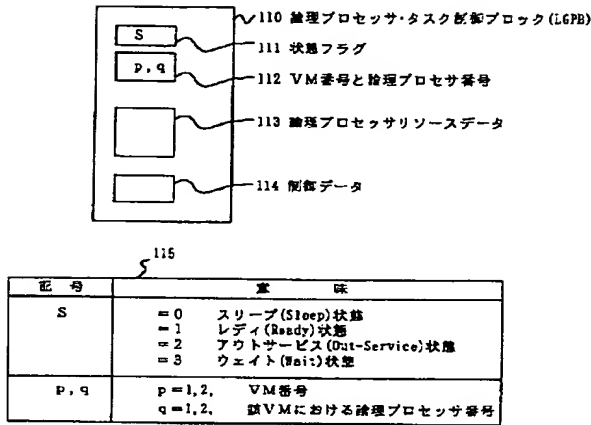 110 論理プロセッサ・タスク制御ブロック(LGPB)
S
111 状態フラグ
p, q
112 VM番号と論理プロセサ番号
113 論理プロセッサリソースデータ
114 制御データ
115
記 号 意 味
S =0 スリープ(Sleep)状態
=1 レディ(Ready)状態
=2 アウトサービス(Out-Service)状態
=3 ウェイト(Wait)状態
p, q p=1,2, VM番号
q=1,2, 該VMにおける論理プロセッサ番号